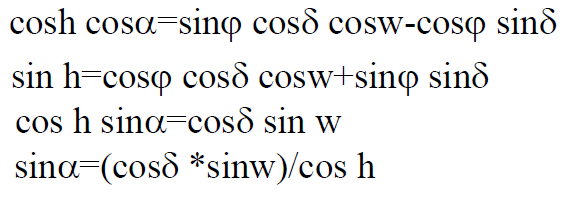 cosh cosα=sinφ cosδ cosw-cosφ sinδ
sin h=cosφ cosδ cosw+sinφ sinδ
cos h sinα=cosδ sin w
sinα=(cosδ *sinw)/cos h